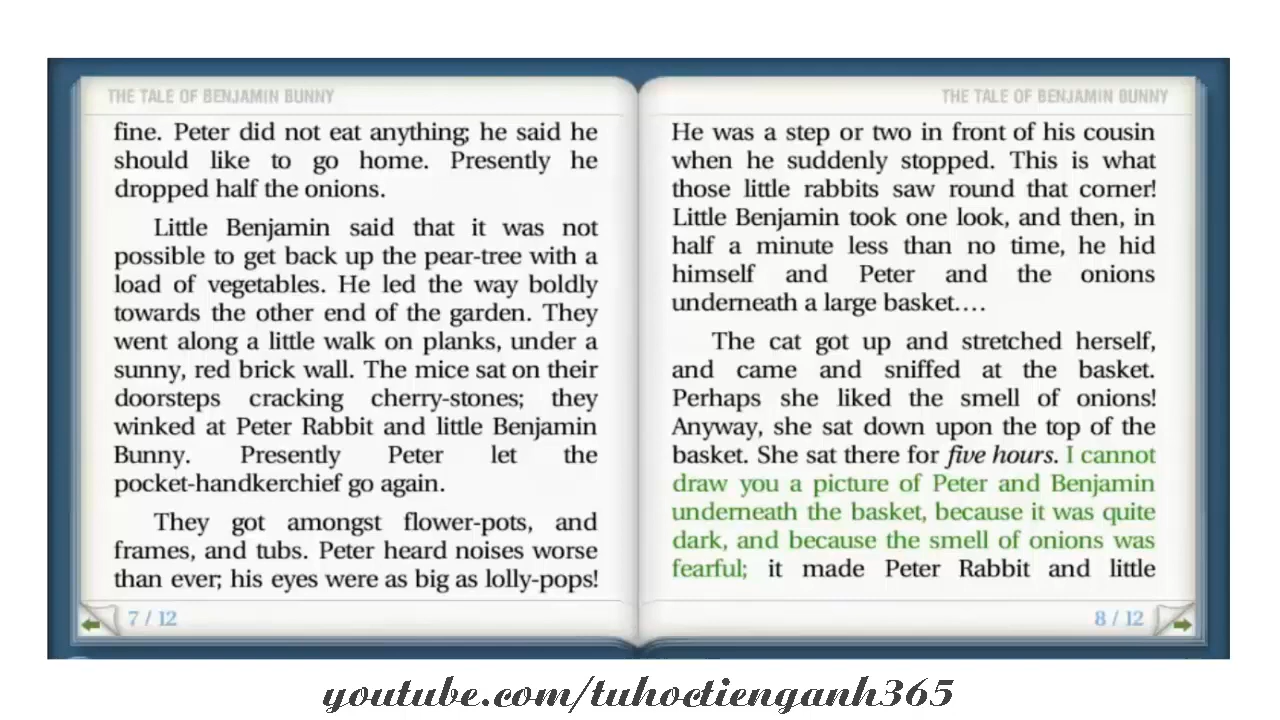 THE TALE OF BENJAMIN BUNNY
fine. Peter did not eat anything; he said he
should like to go home. Presently he
dropped half the onions.
Little Benjamin said that it was not
possible to get back up the pear-tree with a
load of vegetables. He led the way boldly
towards the other end of the garden. They
went along a little walk on planks, under a
sunny, red brick wall. The mice sat on their
doorsteps cracking cherry-stones; they
winked at Peter Rabbit and little Benjamin
Bunny. Presently Peter let the
pocket-handkerchief go again.
They got amongst flower-pots, and
frames, and tubs. Peter heard noises worse
than ever; his eyes were as big as lolly-pops!
7 / 12
THE TALE OF BENJAMIN BUNNY
He was a step or two in front of his cousin
when he suddenly stopped. This is what
those little rabbits saw round that corner!
Little Benjamin took one look, and then, in
half a minute less than no time, he hid
himself and Peter and the onions
underneath a large basket....
The cat got up and stretched herself,
and came and sniffed at the basket.
Perhaps she liked the smell of onions!
Anyway, she sat down upon the top of the
basket. She sat there for five hours. I cannot
draw you a picture of Peter and Benjamin
underneath the basket, because it was quite
dark, and because the smell of onions was
fearful; it made Peter Rabbit and little
8 / 12
youtube.com/tuhoctienganh365